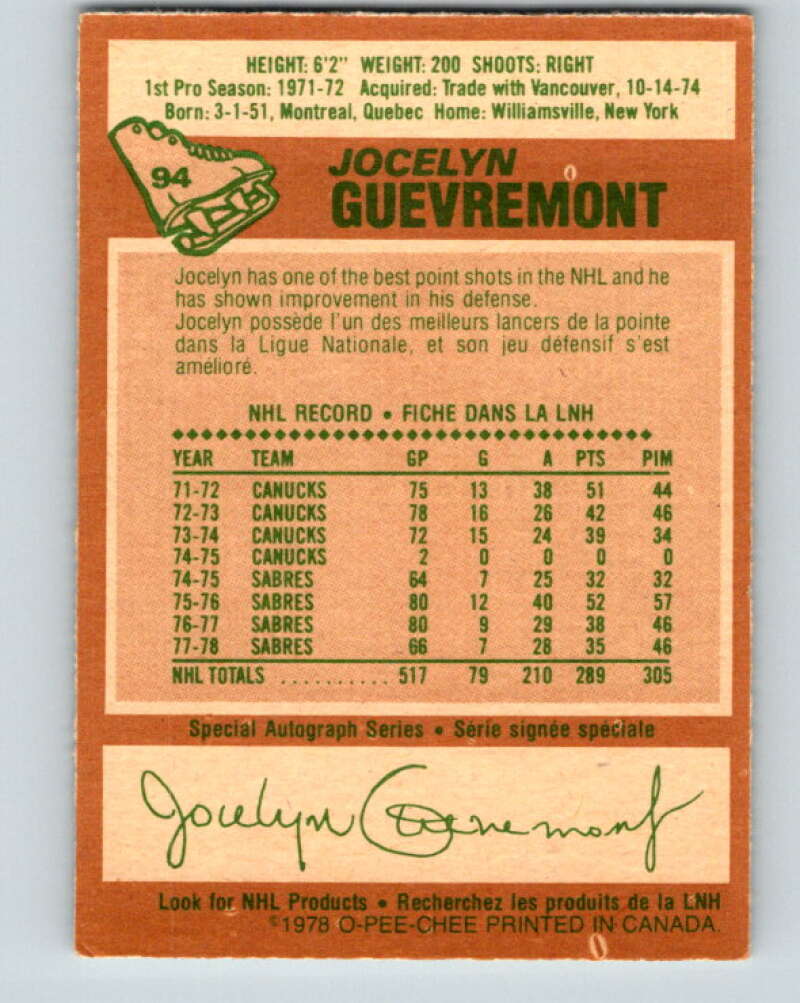 HEIGHT: 6'2" WEIGHT: 200 SHOOTS: RIGHT
1st Pro Season: 1971-72 Acquired: Trade with Vancouver, 10-14-74
Born: 3-1-51, Montreal, Quebec Home: Williamsville, New York
94
JOCELYN
GUEVREMONT
Jocelyn has one of the best point shots in the NHL and he
has shown improvement in his defense.
Jocelyn possède l'un des meilleurs lancers de la pointe
dans la Ligue Nationale, et son jeu défensif s'est
amélioré.
NHL RECORD • FICHE DANS LA LNH
YEAR TEAM GP G A PTS PIM
71-72 CANUCKS 75 13 38 51 44
72-73 CANUCKS 78 16 26 42 46
73-74 CANUCKS 72 15 24 39 34
74-75 CANUCKS 2 0 0 0 0
74-75 SABRES 64 7 25 32 32
75-76 SABRES 80 12 40 52 57
76-77 SABRES 80 9 29 38 46
77-78 SABRES 66 7 28 35 46
NHL TOTALS .......... 517 79 210 289 305
Special Autograph Series • Série signée spéciale
Jocelyn Guevremont
Look for NHL Products • Recherchez les produits de la LNH
©1978 O-PEE-CHEE PRINTED IN CANADA.